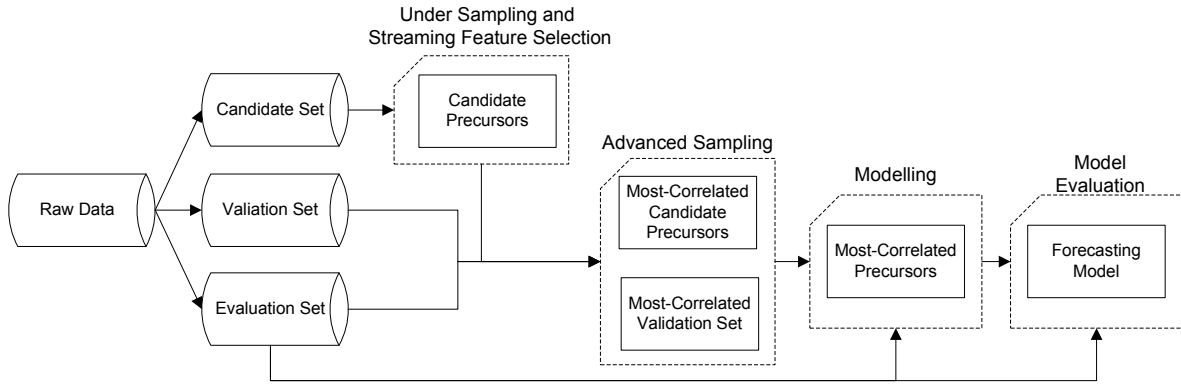 Under Sampling and
Streaming Feature Selection
Candidate Set
Candidate
Precursors
Raw Data
Valiation Set
Evaluation Set
Advanced Sampling
Most-Correlated
Candidate
Precursors
Most-Correlated
Validation Set
Modelling
Most-Correlated
Precursors
Model
Evaluation
Forecasting
Model